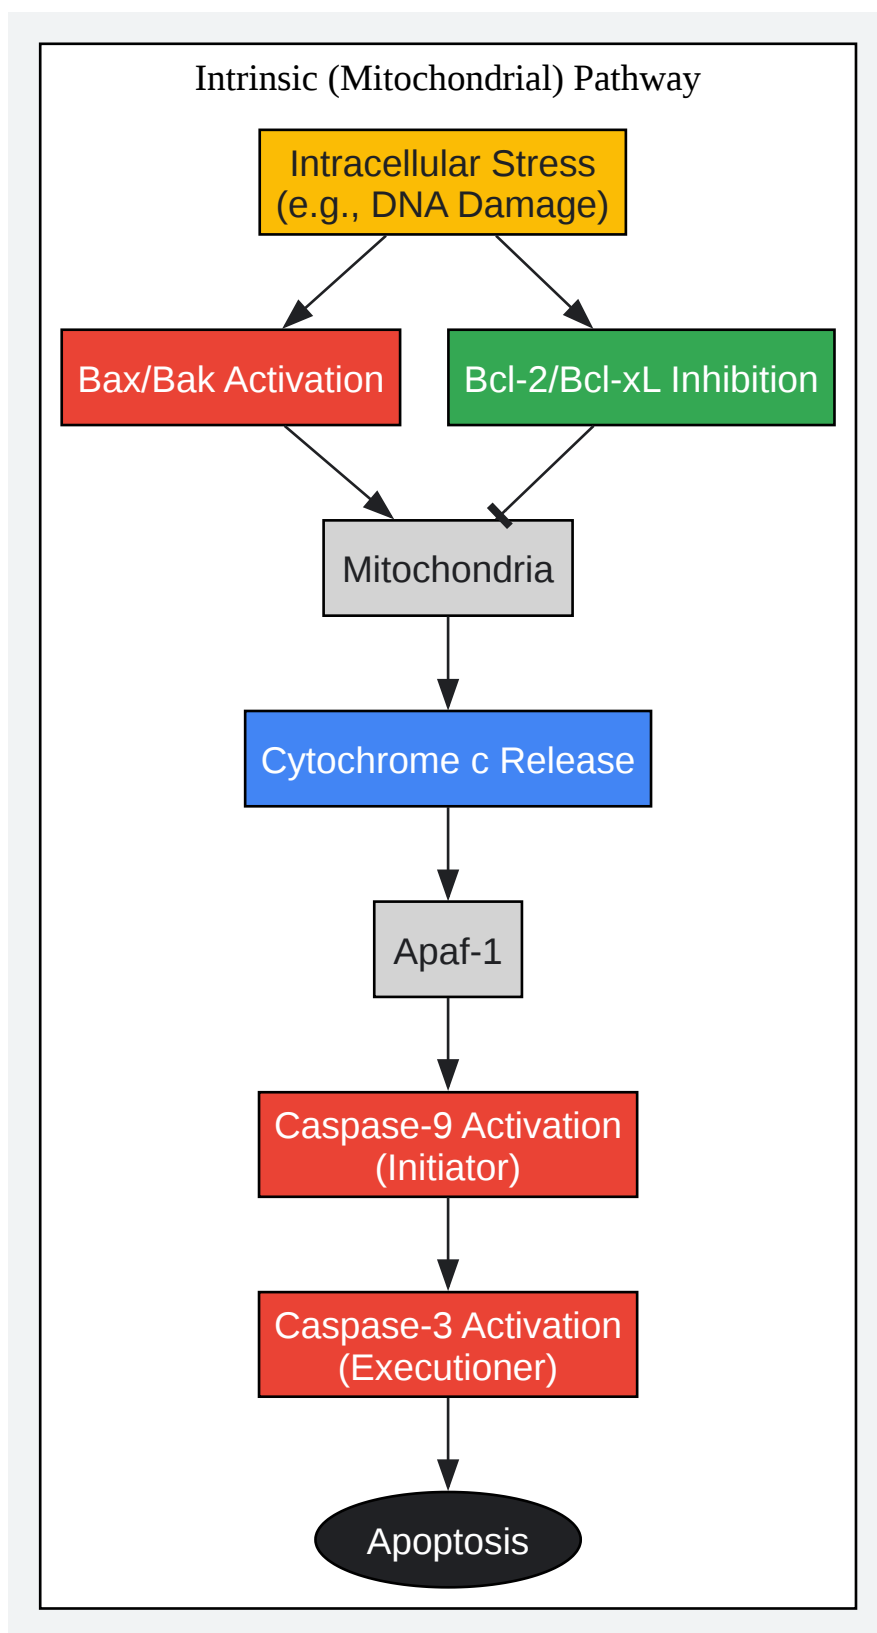 Intrinsic (Mitochondrial) Pathway
Intracellular Stress
(e.g., DNA Damage)
Bax/Bak Activation
Bcl-2/Bcl-xL Inhibition
Mitochondria
Cytochrome c Release
Apaf-1
Caspase-9 Activation
(Initiator)
Caspase-3 Activation
(Executioner)
Apoptosis